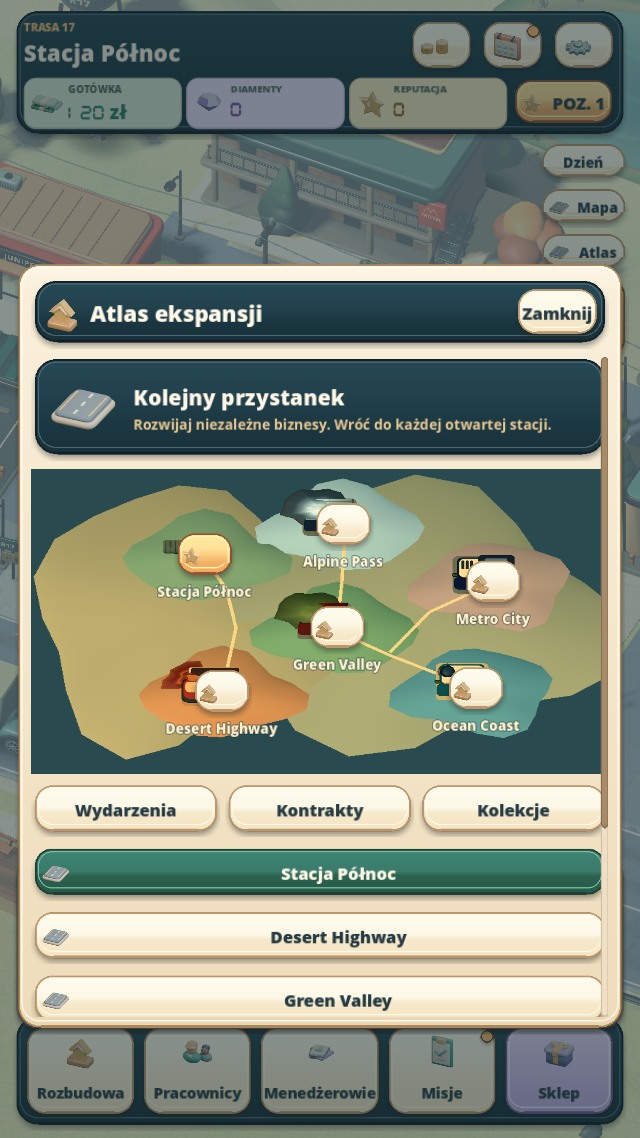 TRASA 17
Stacja Północ
GOTÓWKA
120 zł
DIAMENTY
0
REPUTACJA
0
POZ. 1
Dzień
Mapa
Atlas
Atlas ekspansji
Zamknij
Kolejny przystanek
Rozwijaj niezależne biznesy. Wróć do każdej otwartej stacji.
Alpine Pass
Stacja Północ
Metro City
Green Valley
Desert Highway
Ocean Coast
Wydarzenia
Kontrakty
Kolekcje
Stacja Północ
Desert Highway
Green Valley
Rozbudowa
Pracownicy
Menedżerowie
Misje
Sklep